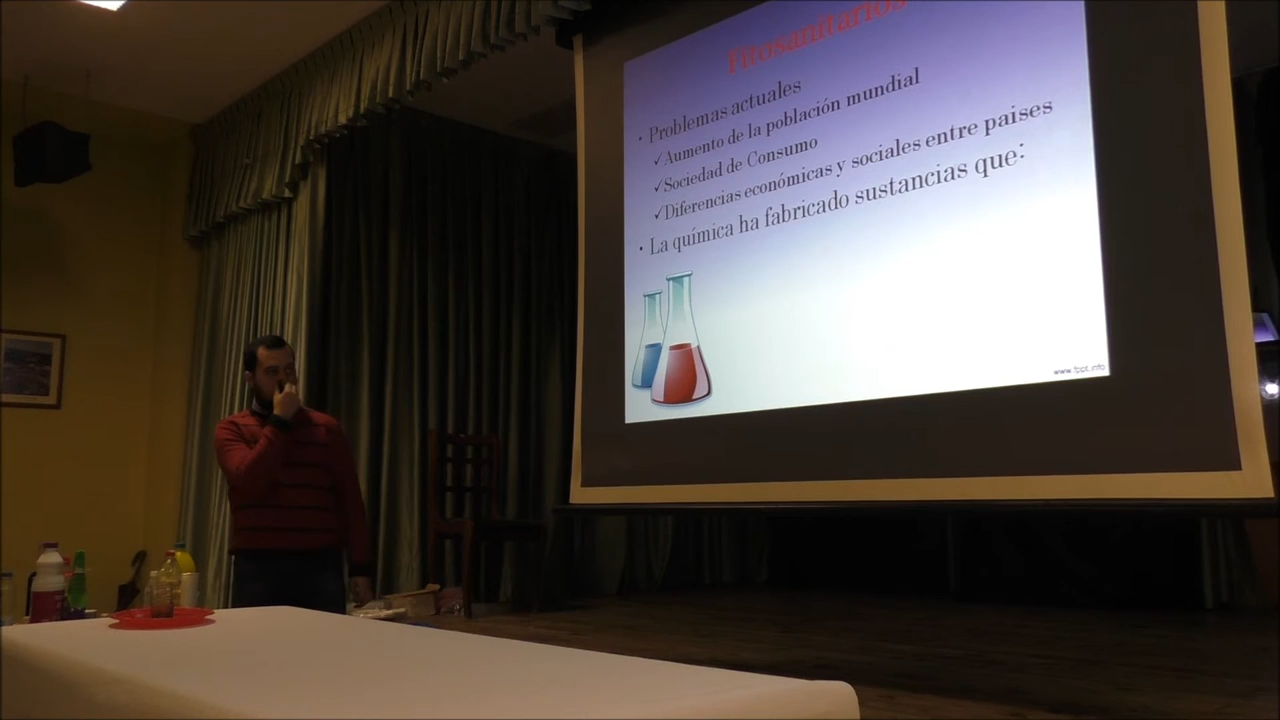 Fitosanitarios
• Problemas actuales
✓Aumento de la población mundial
✓Sociedad de Consumo
✓Diferencias económicas y sociales entre paises
• La química ha fabricado sustancias que:
www.fppt.info